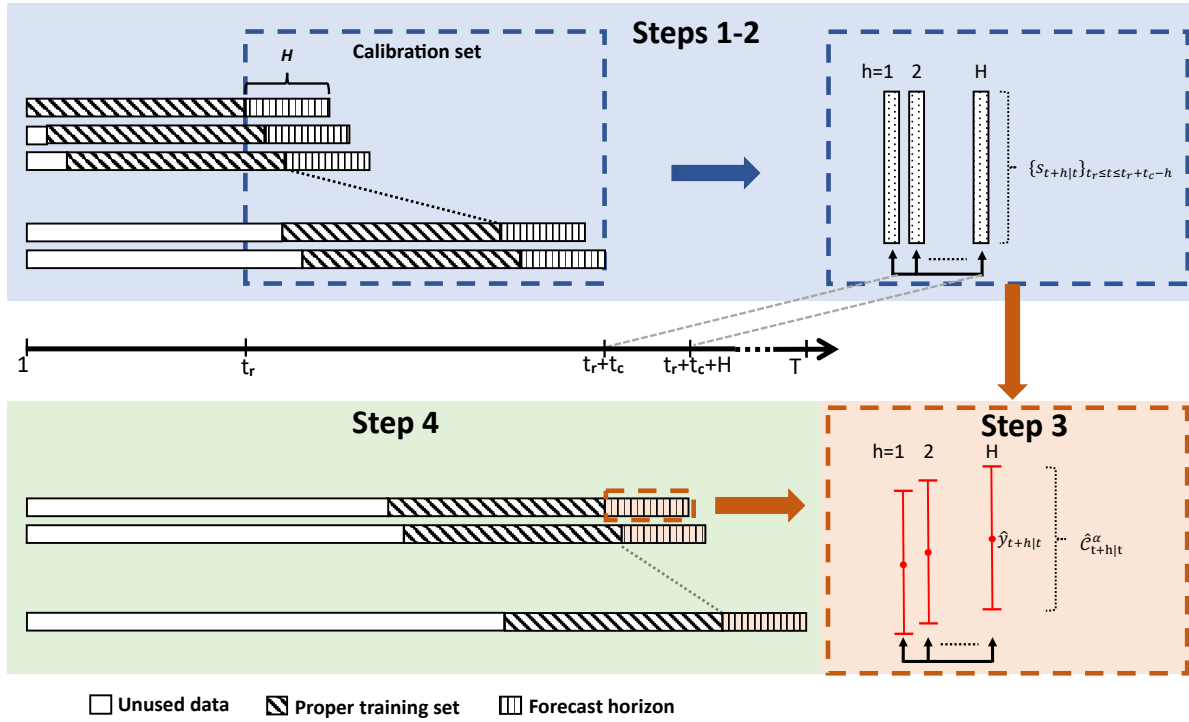 Steps 1-2
Calibration set
H
h=1 2 H
{s_{t+h|t}}_{t_r≤t≤t_r+t_c−h}
1 t_r t_r+t_c t_r+t_c+H T
Step 4
Step 3
h=1 2 H
ŷ_{t+h|t} Ĉ^α_{t+h|t}
Unused data Proper training set Forecast horizon